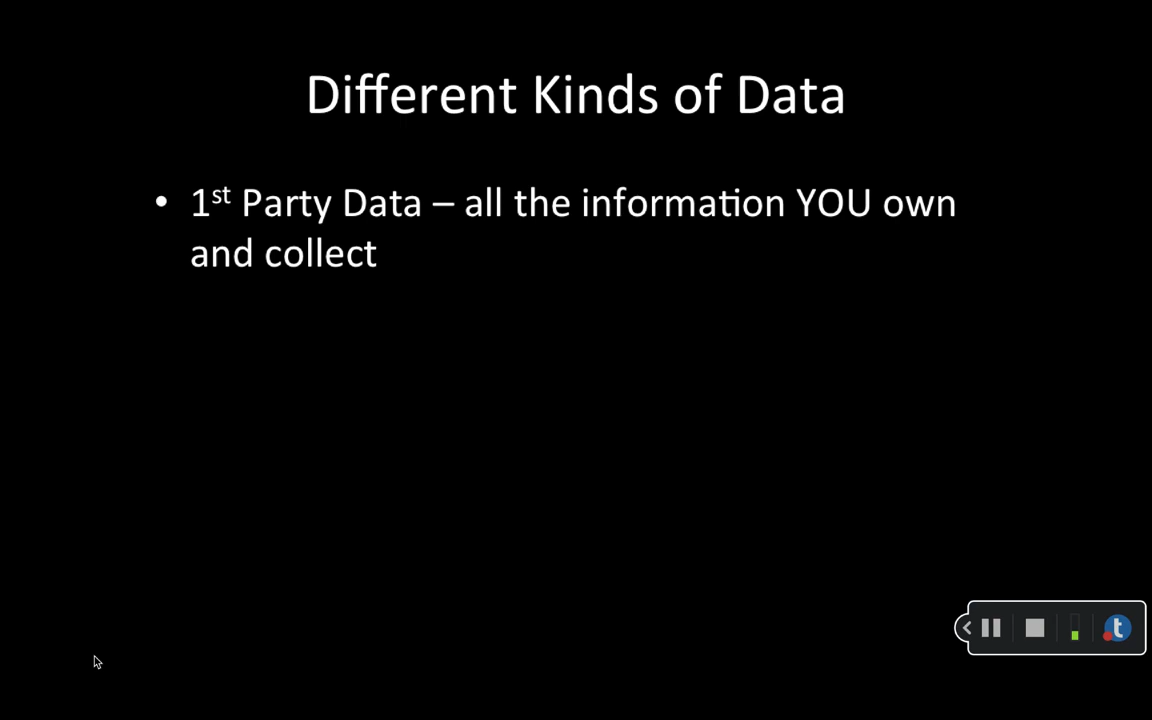 Different Kinds of Data
• 1st Party Data – all the information YOU own
and collect
t